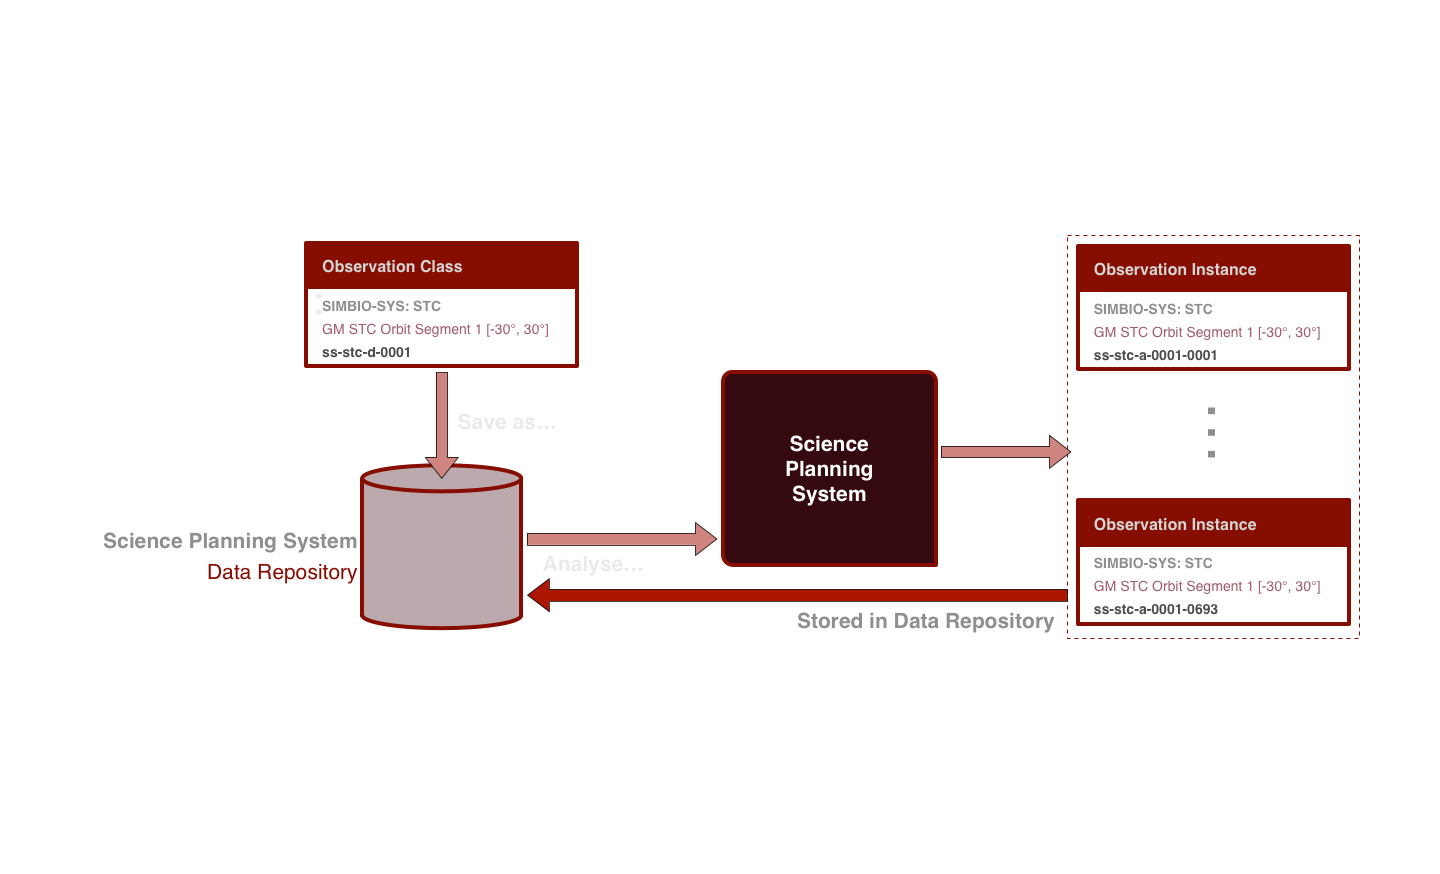 Observation Class
SIMBIO-SYS: STC
GM STC Orbit Segment 1 [-30°, 30°]
ss-stc-d-0001
Save as...
Science Planning System
Data Repository
Analyse...
Science
Planning
System
Stored in Data Repository
Observation Instance
SIMBIO-SYS: STC
GM STC Orbit Segment 1 [-30°, 30°]
ss-stc-a-0001-0001
Observation Instance
SIMBIO-SYS: STC
GM STC Orbit Segment 1 [-30°, 30°]
ss-stc-a-0001-0693